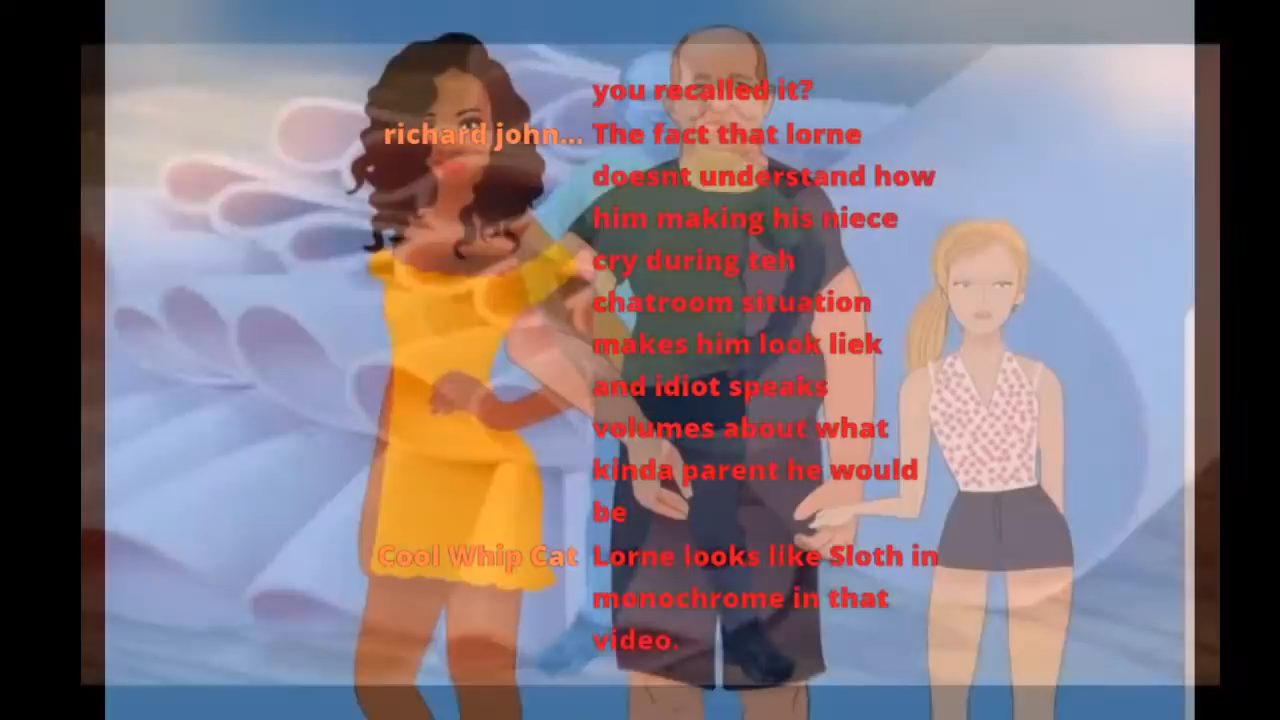 you recalled it?
richard john... The fact that lorne
doesnt understand how
him making his niece
cry during teh
chatroom situation
makes him look liek
and idiot speaks
volumes about what
kinda parent he would
be
Cool Whip Cat Lorne looks like Sloth in
monochrome in that
video.